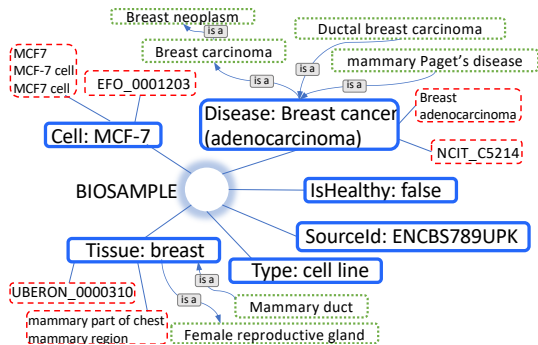 Breast neoplasm
is a
Breast carcinoma
Ductal breast carcinoma
mammary Paget's disease
is a
is a
is a
MCF7
MCF-7 cell
MCF7 cell
EFO_0001203
Cell: MCF-7
Disease: Breast cancer
(adenocarcinoma)
Breast
adenocarcinoma
NCIT_C5214
BIOSAMPLE
IsHealthy: false
SourceId: ENCBS789UPK
Tissue: breast
Type: cell line
is a
is a
UBERON_0000310
Mammary duct
mammary part of chest
mammary region
Female reproductive gland